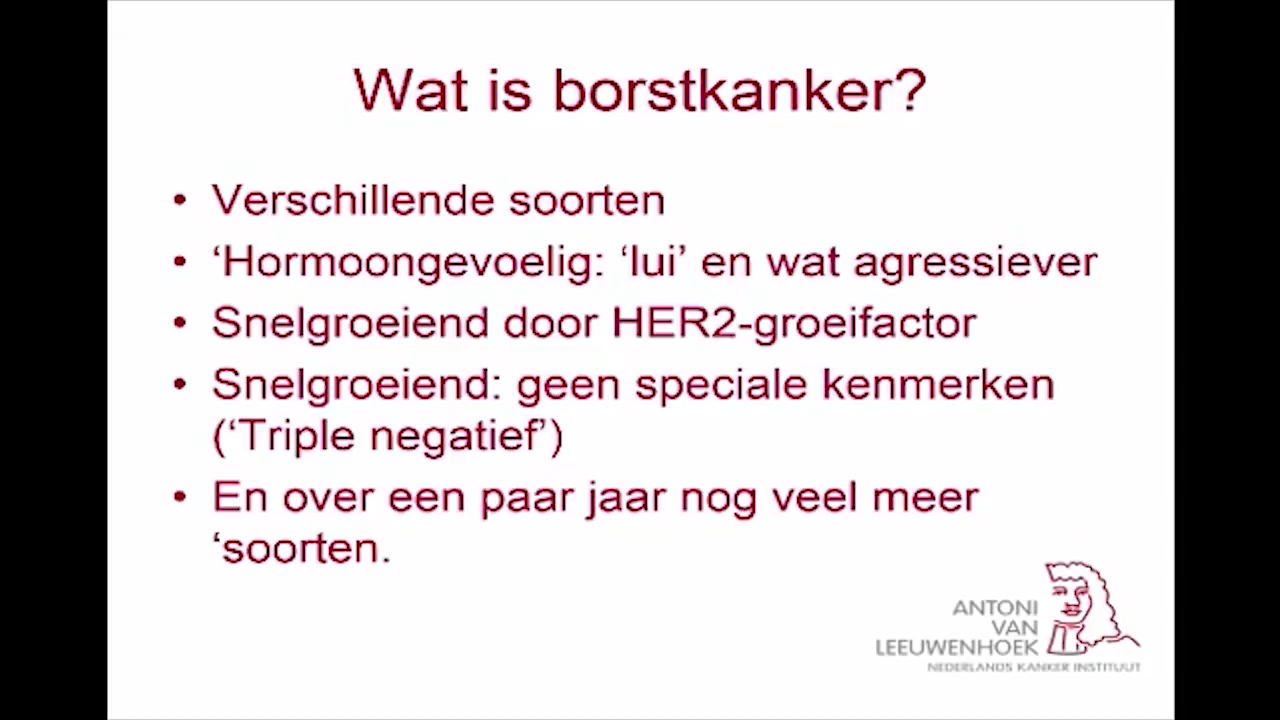 Wat is borstkanker?
• Verschillende soorten
• ‘Hormoongevoelig: ‘lui’ en wat agressiever
• Snelgroeiend door HER2-groeifactor
• Snelgroeiend: geen speciale kenmerken
(‘Triple negatief’)
• En over een paar jaar nog veel meer
‘soorten.
ANTONI
VAN
LEEUWENHOEK
NEDERLANDS KANKER INSTITUUT